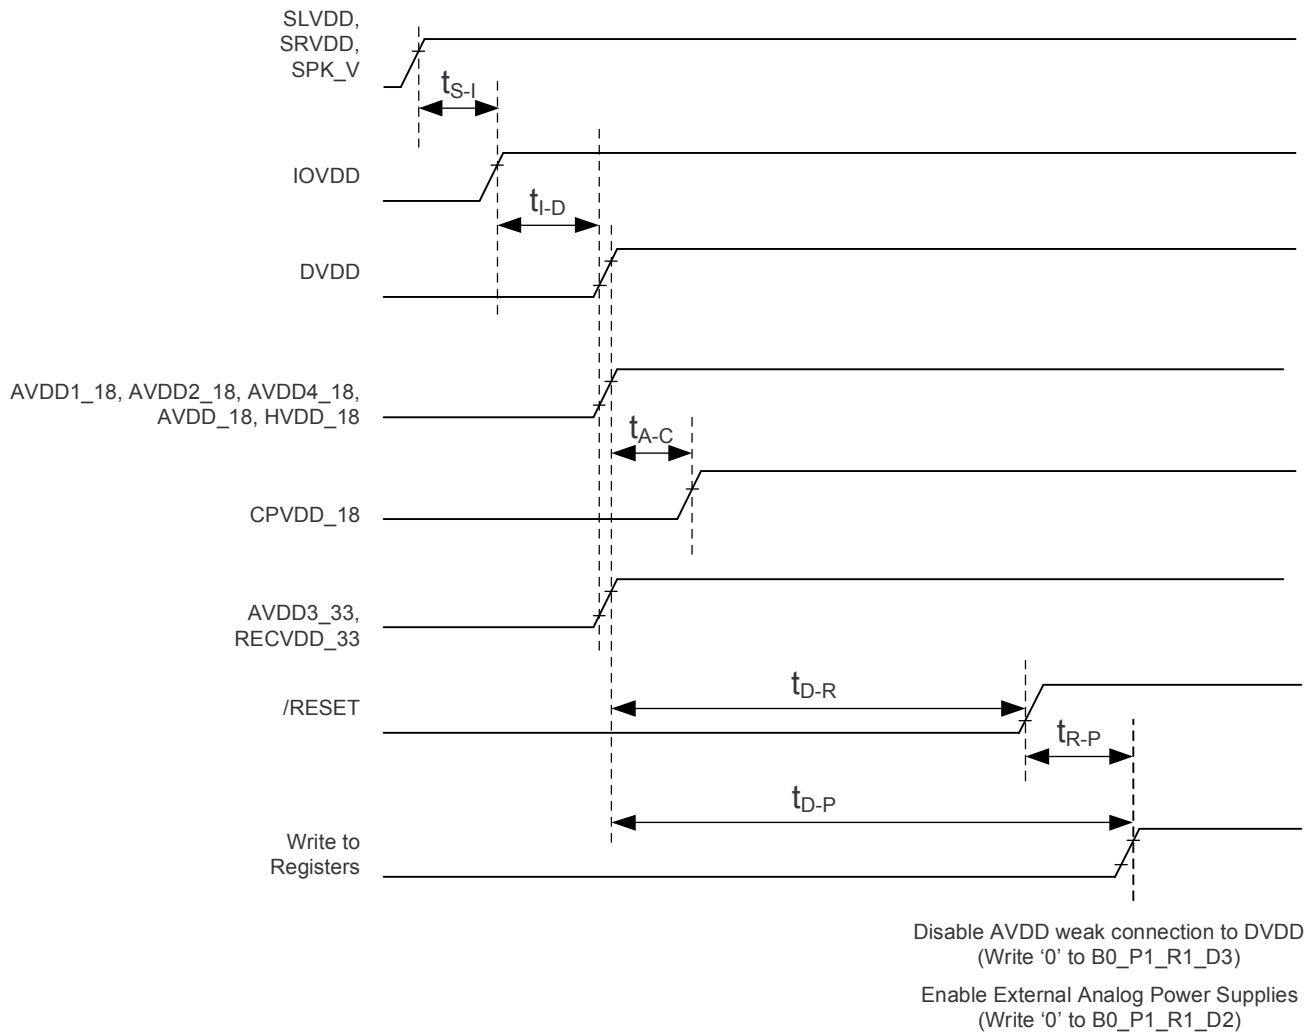 SLVDD,
SRVDD,
SPK_V
tS-I
IOVDD
tI-D
DVDD
AVDD1_18, AVDD2_18, AVDD4_18,
AVDD_18, HVDD_18
tA-C
CPVDD_18
AVDD3_33,
RECVDD_33
tD-R
/RESET
tR-P
tD-P
Write to
Registers
Disable AVDD weak connection to DVDD
(Write ‘0’ to B0_P1_R1_D3)
Enable External Analog Power Supplies
(Write ‘0’ to B0_P1_R1_D2)